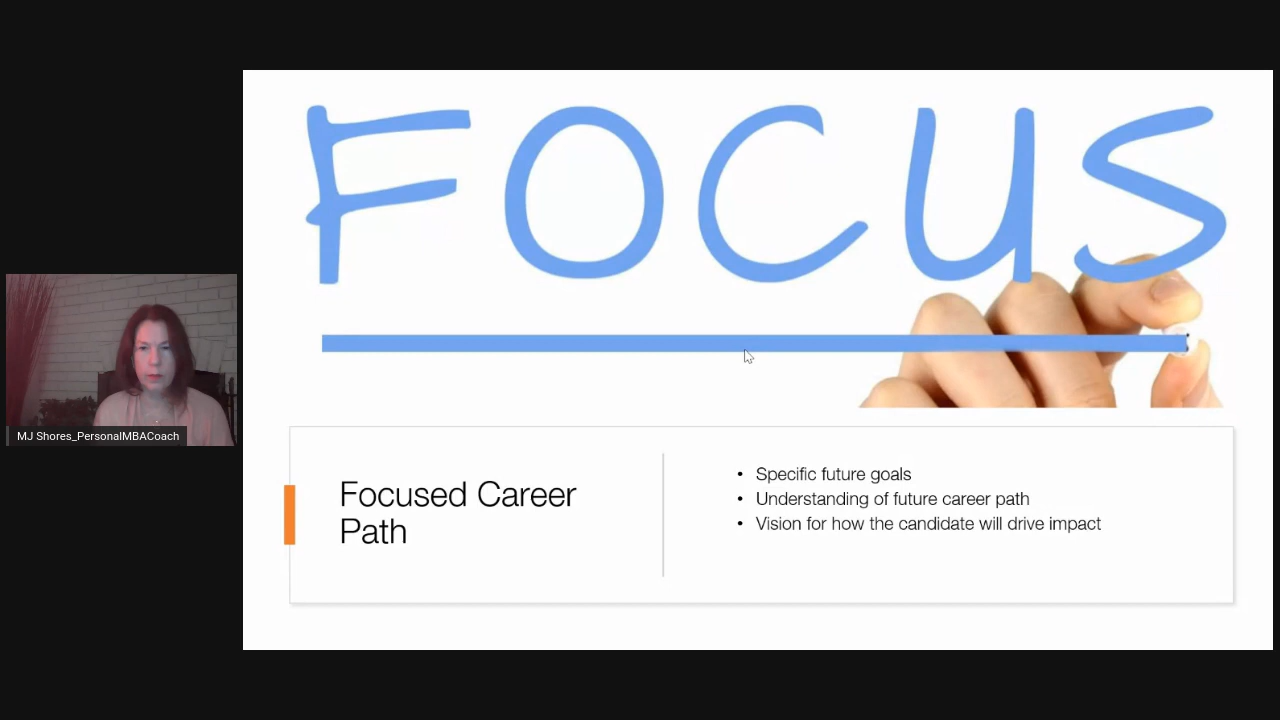 FOCUS
MJ Shores_PersonalMBACoach
Focused Career
Path
• Specific future goals
• Understanding of future career path
• Vision for how the candidate will drive impact